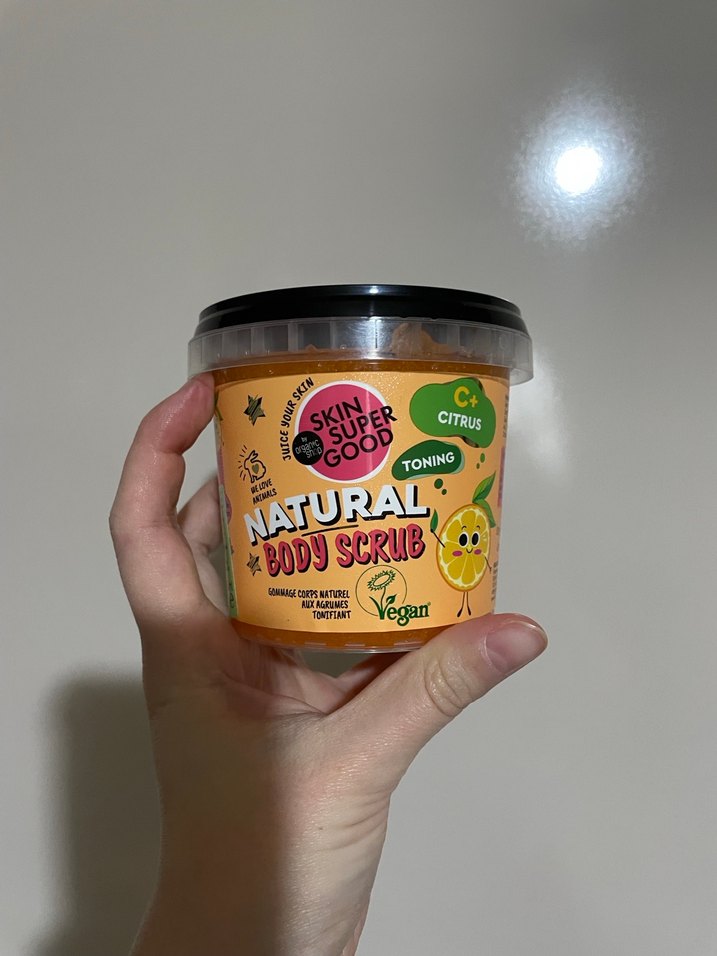 JUICE YOUR SKIN
SKIN
SUPER
GOOD
by
organic
shop
C+
CITRUS
TONING
WE LOVE
ANIMALS
NATURAL
BODY SCRUB
GOMMAGE CORPS NATUREL
AUX AGRUMES
TONIFIANT
Vegan